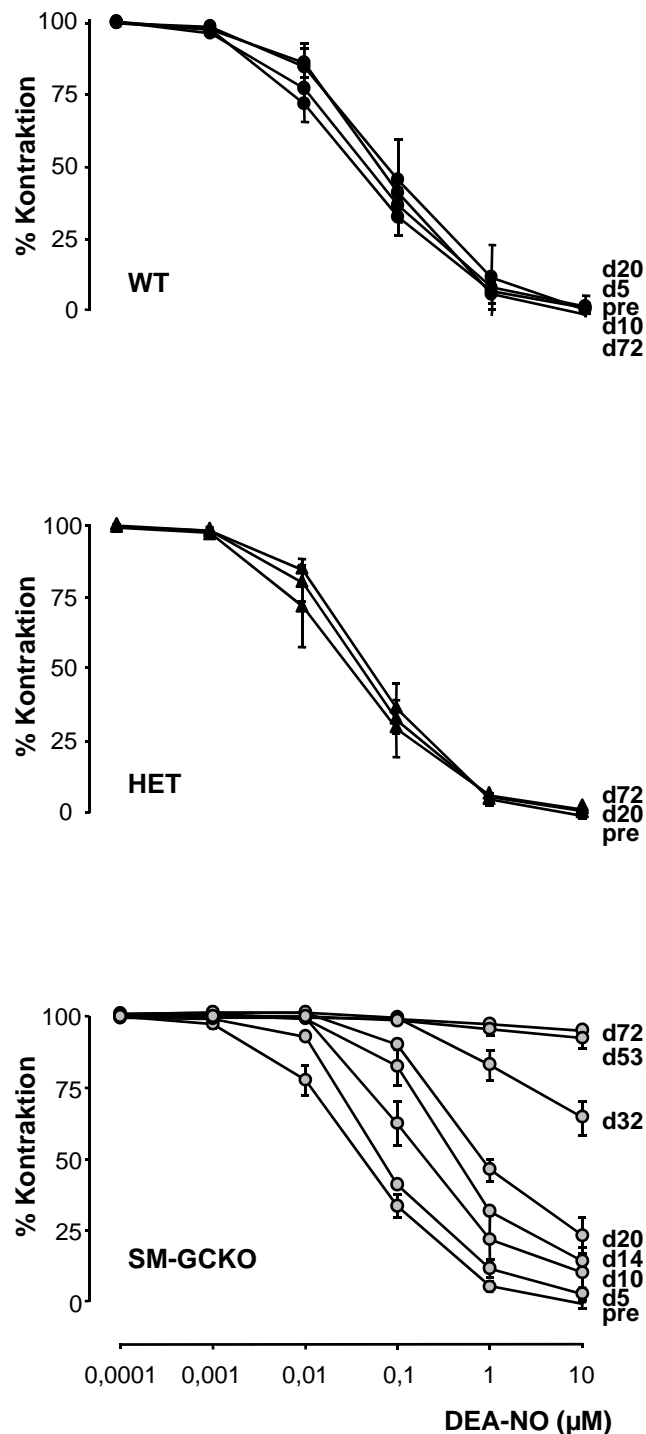 100
75
50
25
0
% Kontraktion
WT
d20
d5
pre
d10
d72
100
75
50
25
0
% Kontraktion
HET
d72
d20
pre
100
75
50
25
0
% Kontraktion
SM-GCKO
d72
d53
d32
d20
d14
d10
d5
pre
0,0001 0,001 0,01 0,1 1 10
DEA-NO (µM)